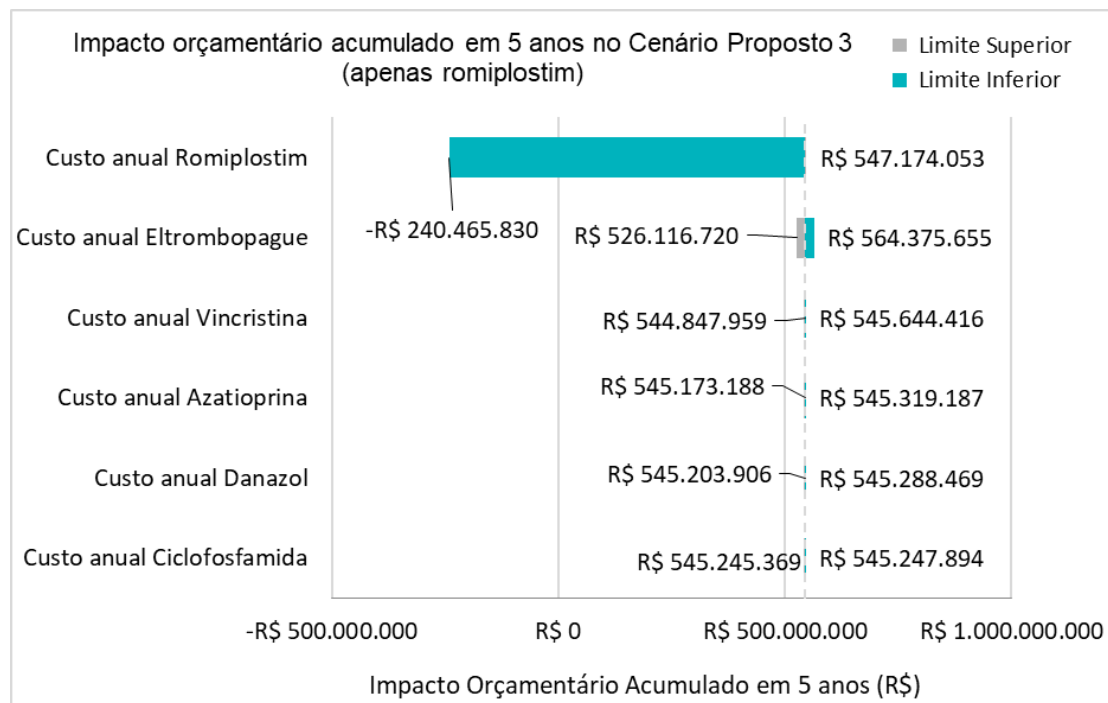 Impacto orçamentário acumulado em 5 anos no Cenário Proposto 3
(apenas romiplostim)
Limite Superior
Limite Inferior
Custo anual Romiplostim
R$ 547.174.053
-R$ 240.465.830
Custo anual Eltrombopague
R$ 526.116.720
R$ 564.375.655
Custo anual Vincristina
R$ 544.847.959
R$ 545.644.416
Custo anual Azatioprina
R$ 545.173.188
R$ 545.319.187
Custo anual Danazol
R$ 545.203.906
R$ 545.288.469
Custo anual Ciclofosfamida
R$ 545.245.369
R$ 545.247.894
-R$ 500.000.000
R$ 0
R$ 500.000.000
R$ 1.000.000.000
Impacto Orçamentário Acumulado em 5 anos (R$)